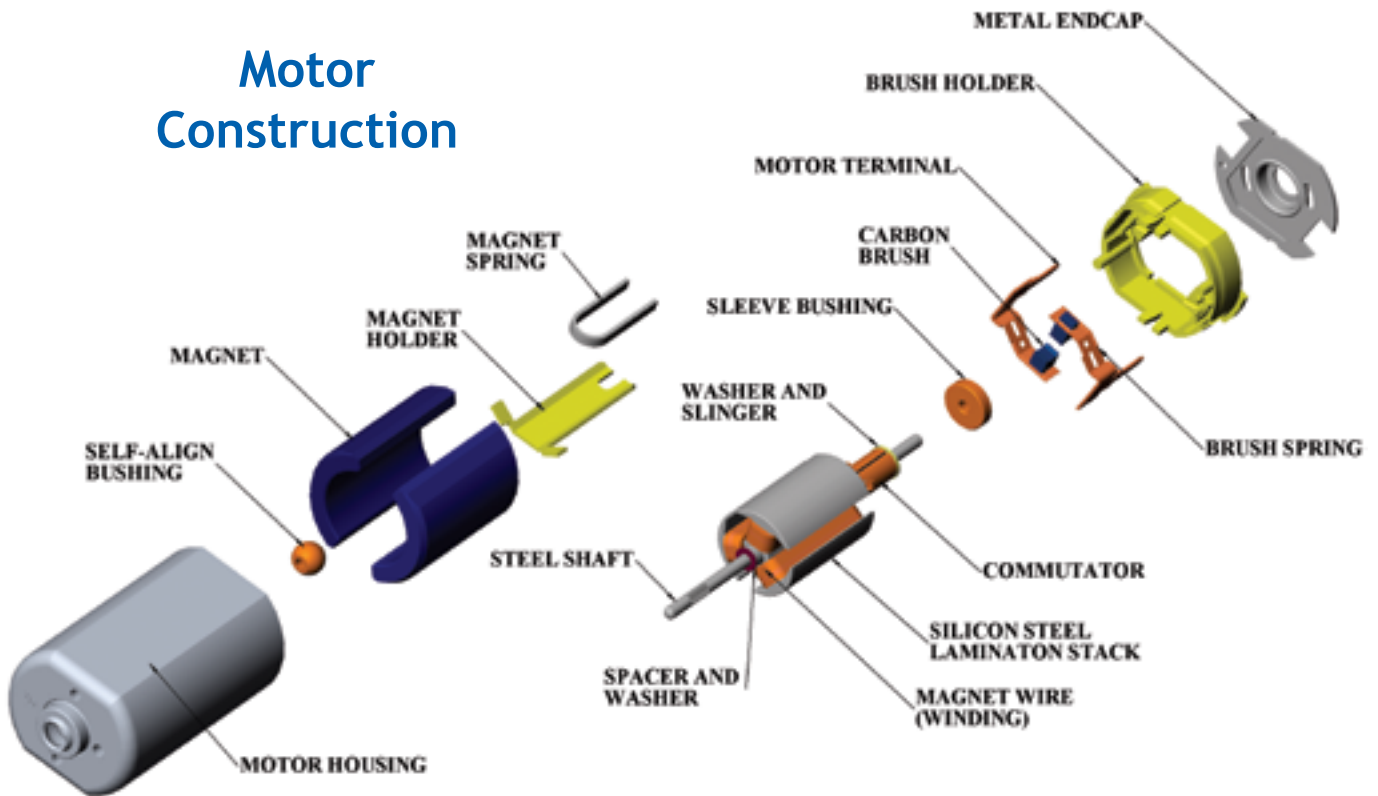 Motor
Construction
METAL ENDCAP
BRUSH HOLDER
MOTOR TERMINAL
CARBON
BRUSH
MAGNET
SPRING
SLEEVE BUSHING
MAGNET
HOLDER
MAGNET
WASHER AND
SLINGER
SELF-ALIGN
BUSHING
BRUSH SPRING
STEEL SHAFT
COMMUTATOR
SILICON STEEL
LAMINATON STACK
SPACER AND
WASHER
MAGNET WIRE
(WINDING)
MOTOR HOUSING